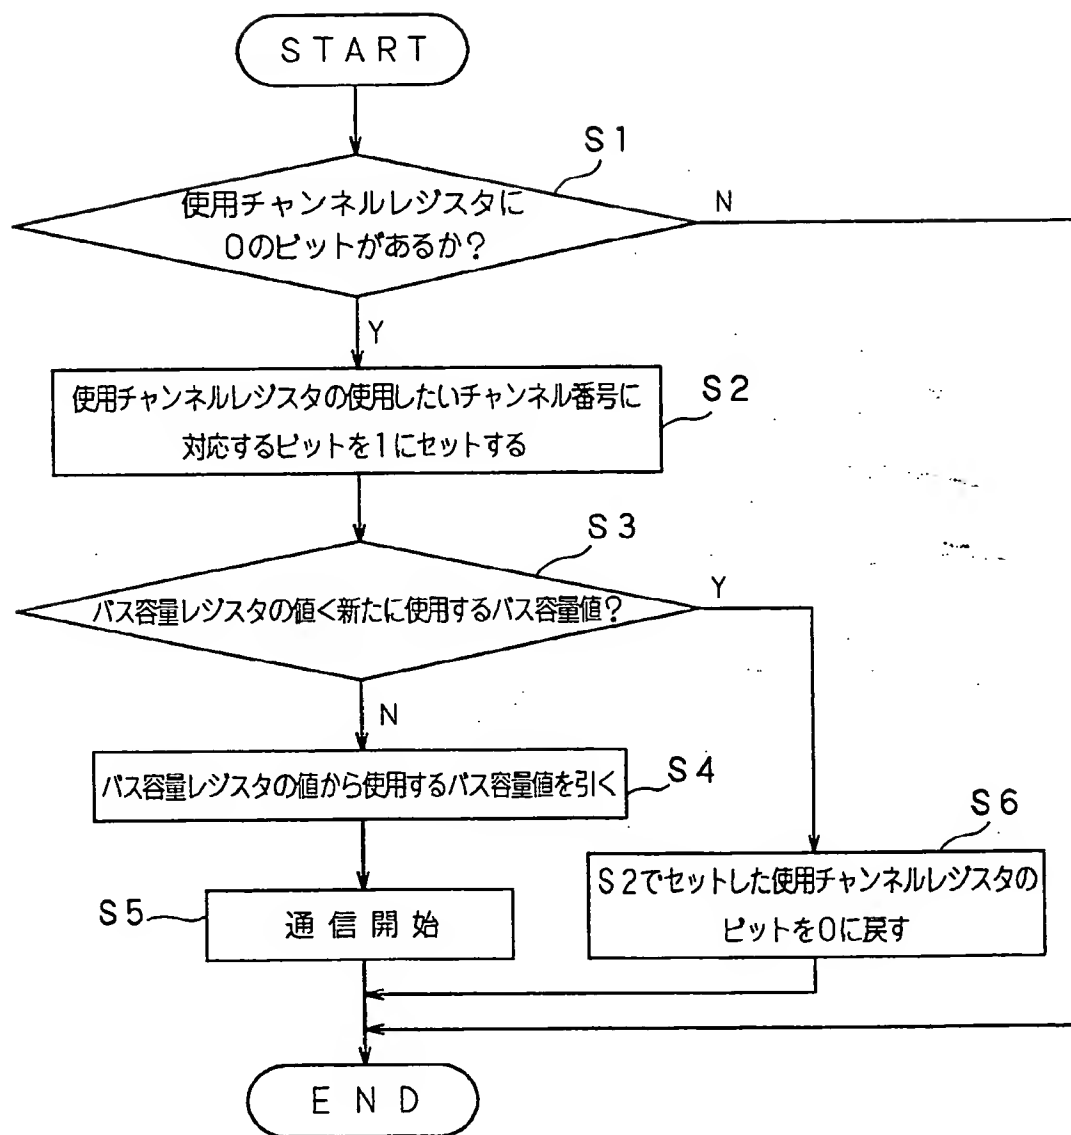 START
S1
使用チャンネルレジスタに
0のビットがあるか?
N
Y
S2
使用チャンネルレジスタの使用したいチャンネル番号に
対応するビットを1にセットする
S3
バス容量レジスタの値<新たに使用するバス容量値?
Y
N
バス容量レジスタの値から使用するバス容量値を引く
S4
S6
S2でセットした使用チャンネルレジスタの
ビットを0に戻す
S5
通信開始
END